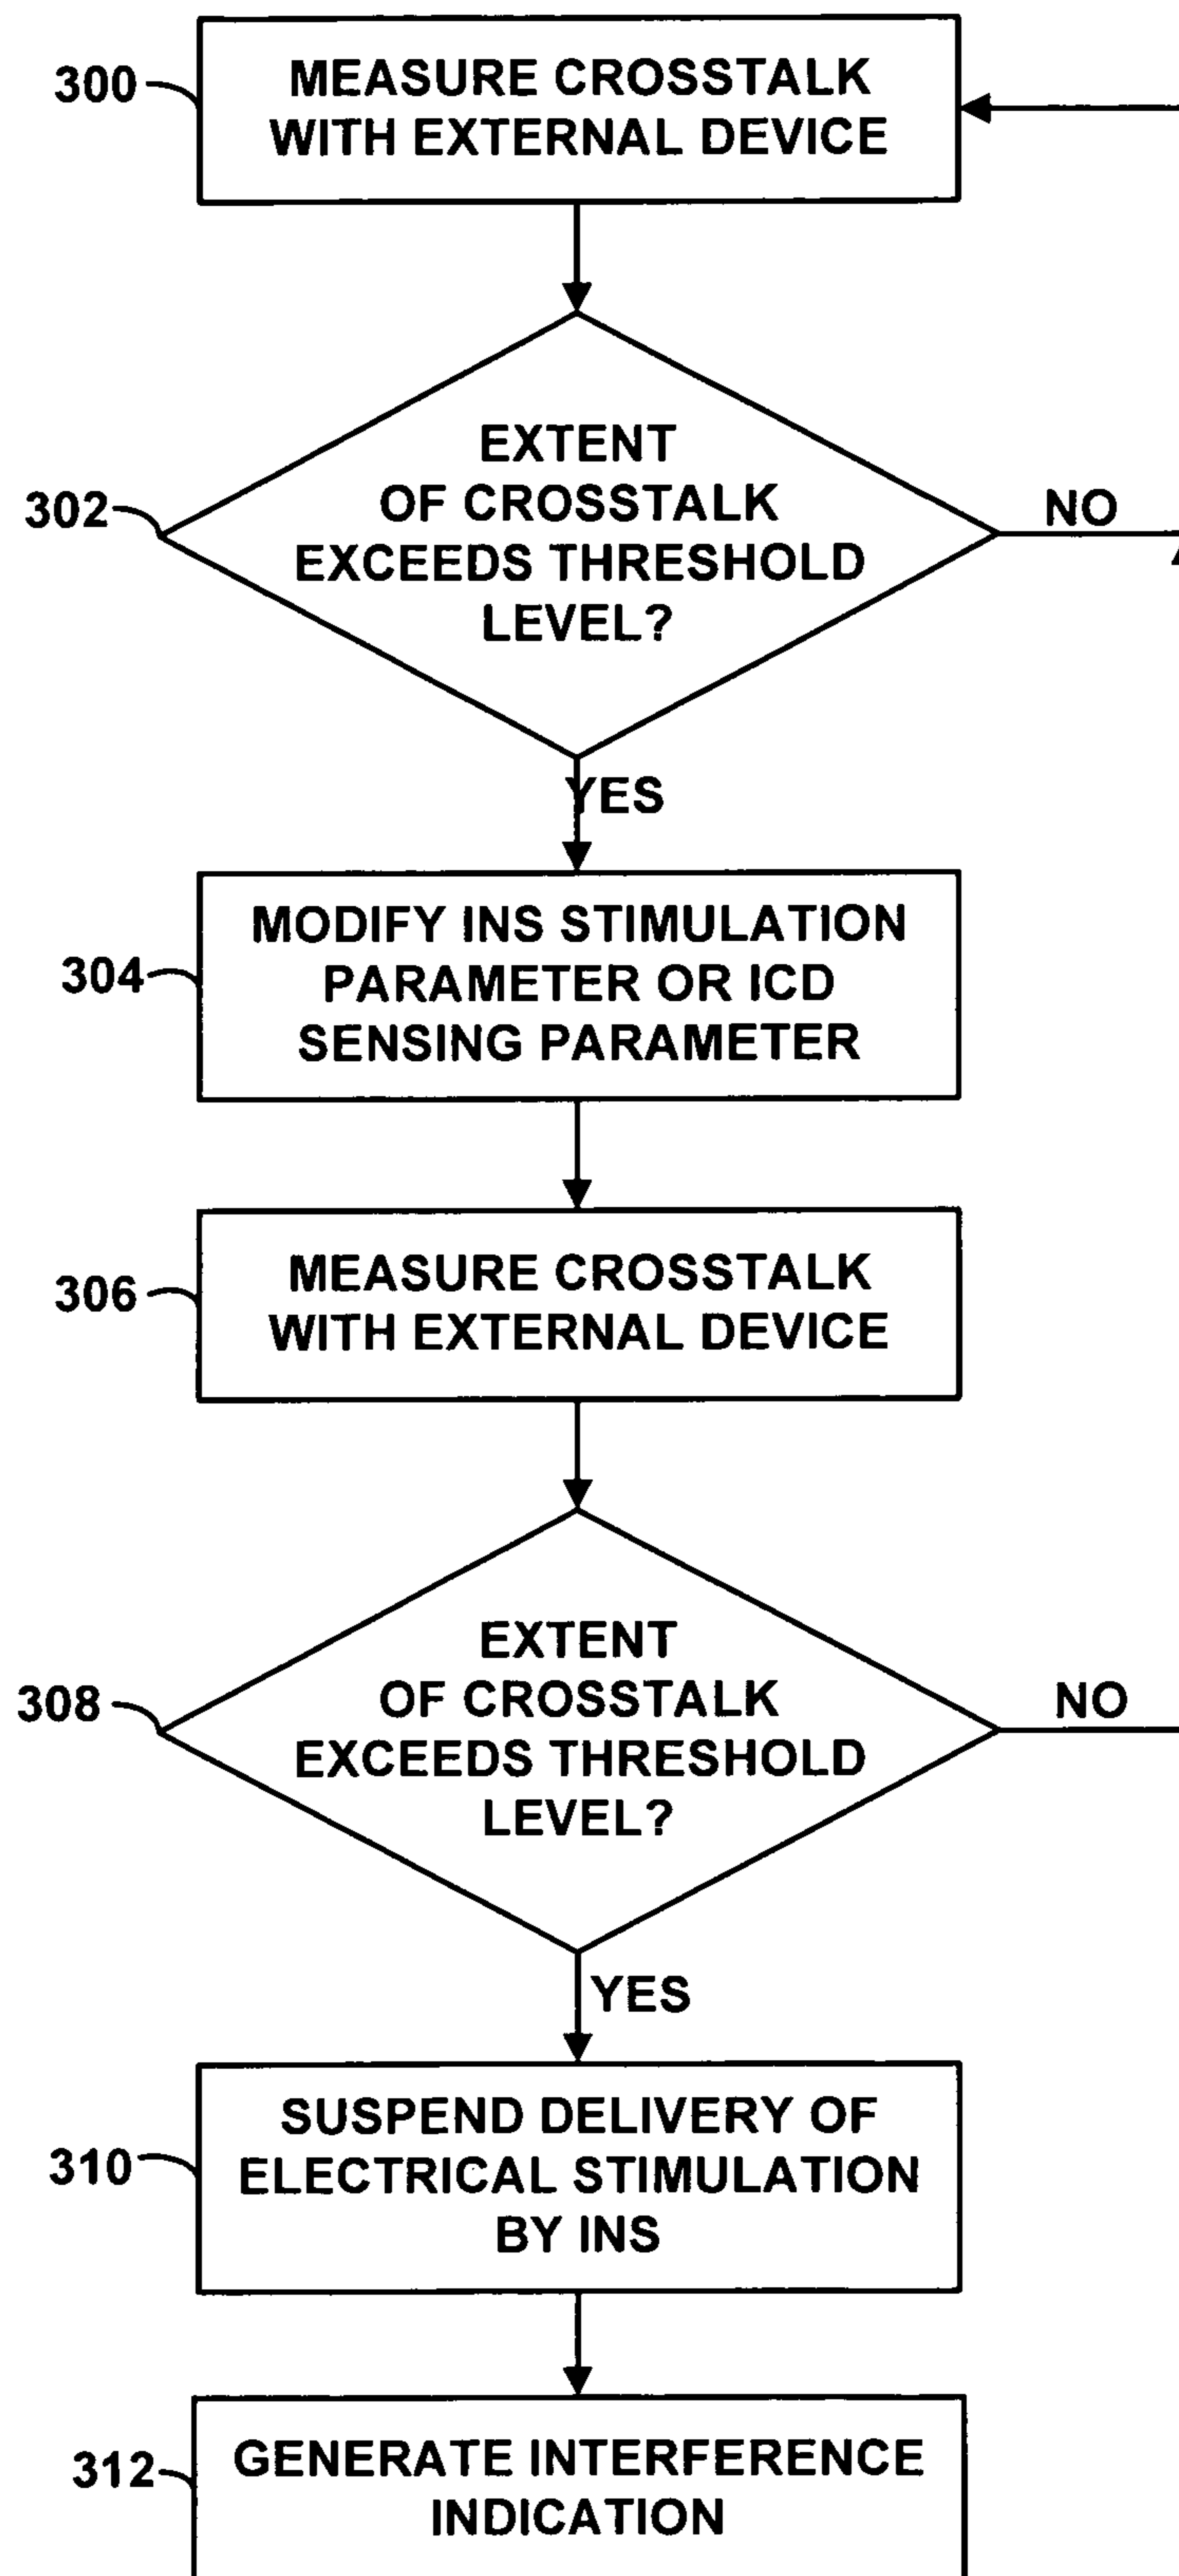 300
MEASURE CROSSTALK
WITH EXTERNAL DEVICE
302
EXTENT
OF CROSSTALK
EXCEEDS THRESHOLD
LEVEL?
NO
YES
304
MODIFY INS STIMULATION
PARAMETER OR ICD
SENSING PARAMETER
306
MEASURE CROSSTALK
WITH EXTERNAL DEVICE
308
EXTENT
OF CROSSTALK
EXCEEDS THRESHOLD
LEVEL?
NO
YES
310
SUSPEND DELIVERY OF
ELECTRICAL STIMULATION
BY INS
312
GENERATE INTERFERENCE
INDICATION